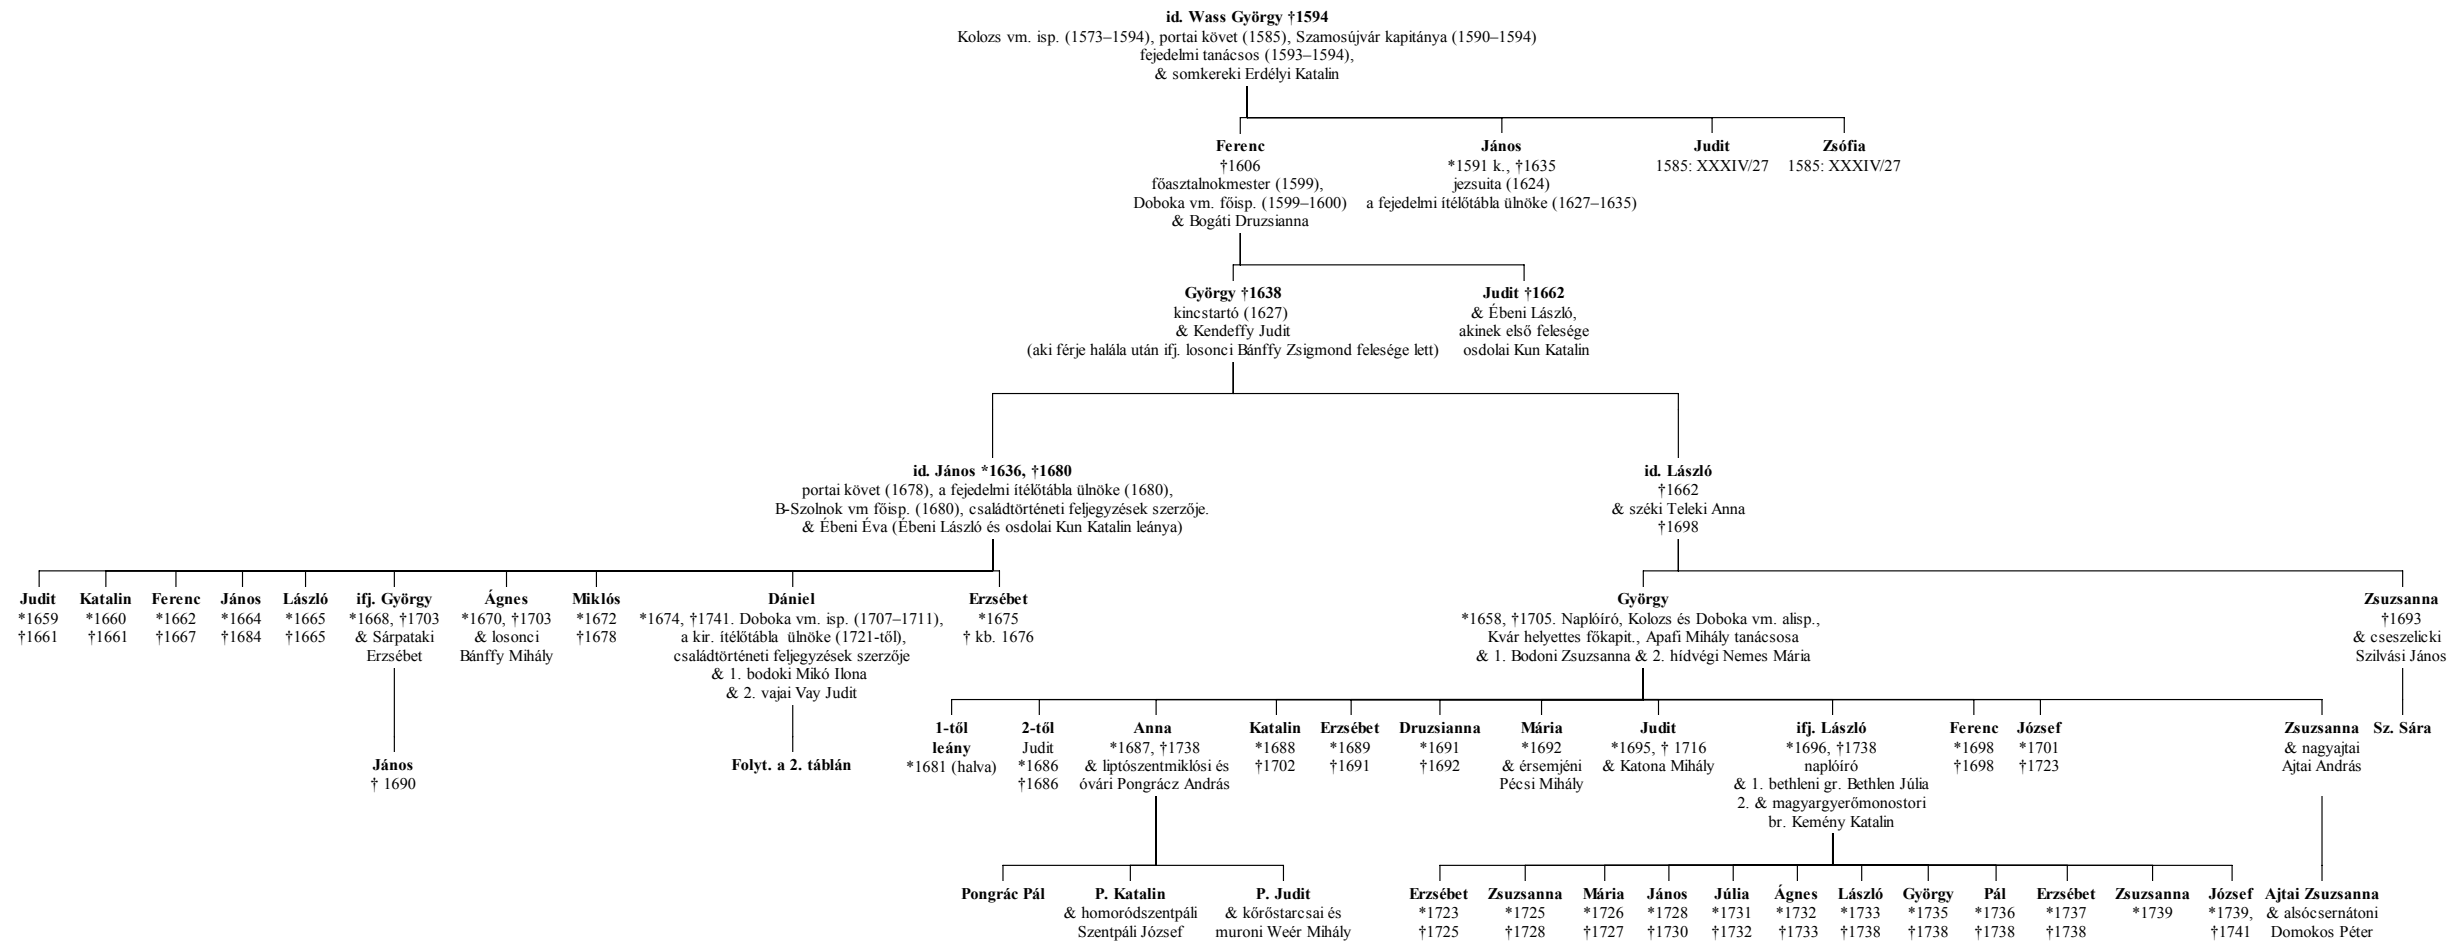 id. Wass György †1594
Kolozs vm. isp. (1573–1594), portai követ (1585), Szamosújvár kapitánya (1590–1594)
fejedelmi tanácsos (1593–1594),
& somkereki Erdélyi Katalin
Ferenc
†1606
főasztalnokmester (1599),
Doboka vm. főisp. (1599–1600)
& Bogáti Druzsianna
János
*1591 k., †1635
jezsuita (1624)
a fejedelmi ítélőtábla ülnöke (1627–1635)
Judit
1585: XXXIV/27
Zsófia
1585: XXXIV/27
György †1638
kincstartó (1627)
& Kendeffy Judit
(aki férje halála után ifj. losonci Bánffy Zsigmond felesége lett)
Judit †1662
& Ébeni László,
akinek első felesége
osdolai Kun Katalin
id. János *1636, †1680
portai követ (1678), a fejedelmi ítélőtábla ülnöke (1680),
B-Szolnok vm főisp. (1680), családtörténeti feljegyzések szerzője.
& Ébeni Éva (Ébeni László és osdolai Kun Katalin leánya)
id. László
†1662
& széki Teleki Anna
†1698
Judit
*1659
†1661
Katalin
*1660
†1661
Ferenc
*1662
†1667
János
*1664
†1684
László
*1665
†1665
ifj. György
*1668, †1703
& Sárpataki
Erzsébet
Ágnes
*1670, †1703
& losonci
Bánffy Mihály
Miklós
*1672
†1678
Dániel
*1674, †1741. Doboka vm. isp. (1707–1711),
a kir. ítélőtábla ülnöke (1721-től),
családtörténeti feljegyzések szerzője
& 1. bodoki Mikó Ilona
& 2. vajai Vay Judit
Erzsébet
*1675
† kb. 1676
György
*1658, †1705. Naplóíró, Kolozs és Doboka vm. alisp.,
Kvár helyettes főkapit., Apafi Mihály tanácsosa
& 1. Bodoni Zsuzsanna & 2. hídvégi Nemes Mária
Zsuzsanna
†1693
& cseszelicki
Szilvási János
János
† 1690
Folyt. a 2. táblán
1-től
leány
*1681 (halva)
2-től
Judit
*1686
†1686
Anna
*1687, †1738
& liptószentmiklósi és
óvári Pongrácz András
Katalin
*1688
†1702
Erzsébet
*1689
†1691
Druzsianna
*1691
†1692
Mária
*1692
& érsemjéni
Pécsi Mihály
Judit
*1695, † 1716
& Katona Mihály
ifj. László
*1696, †1738
naplóíró
& 1. bethleni gr. Bethlen Júlia
2. & magyargyerőmonostori
br. Kemény Katalin
Ferenc
*1698
†1698
József
*1701
†1723
Zsuzsanna
& nagyajtai
Ajtai András
Sz. Sára
Pongrác Pál
P. Katalin
& homoródszentpáli
Szentpáli József
P. Judit
& kőröstarcsai és
muroni Weér Mihály
Erzsébet
*1723
†1725
Zsuzsanna
*1725
†1728
Mária
*1726
†1727
János
*1728
†1730
Júlia
*1731
†1732
Ágnes
*1732
†1733
László
*1733
†1738
György
*1735
†1738
Pál
*1736
†1738
Erzsébet
*1737
†1738
Zsuzsanna
*1739
József
*1739,
†1741
Ajtai Zsuzsanna
& alsócsernátoni
Domokos Péter